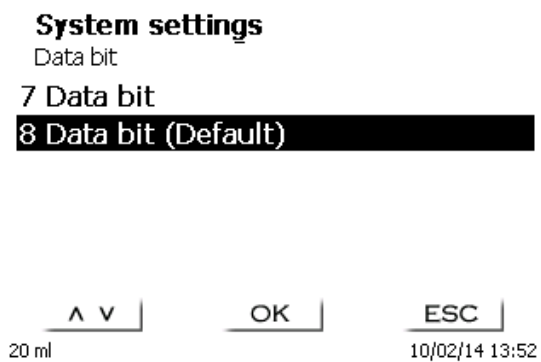 System settings
Data bit
7 Data bit
8 Data bit (Default)
∧ ∨ OK ESC
20 ml 10/02/14 13:52